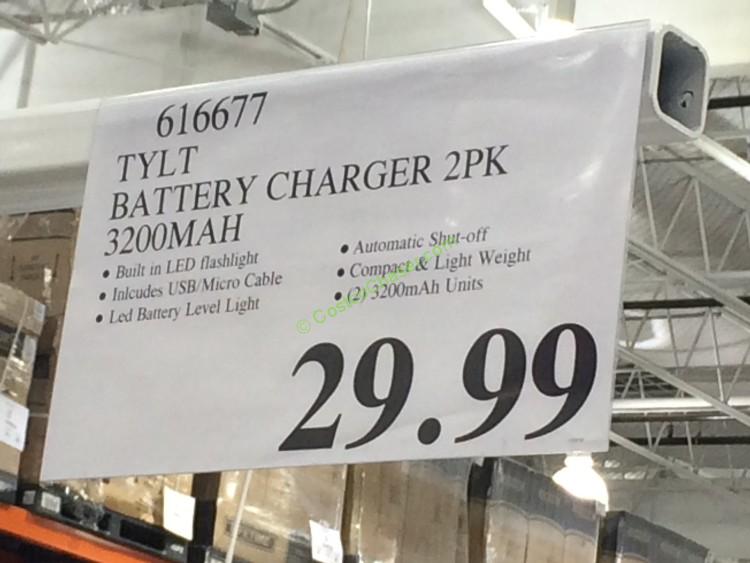 616677
TYLT
BATTERY CHARGER 2PK
3200MAH
• Built in LED flashlight
• Inlcudes USB/Micro Cable
• Led Battery Level Light
• Automatic Shut-off
• Compact & Light Weight
• (2) 3200mAh Units
© CostcoChaser.com
29.99